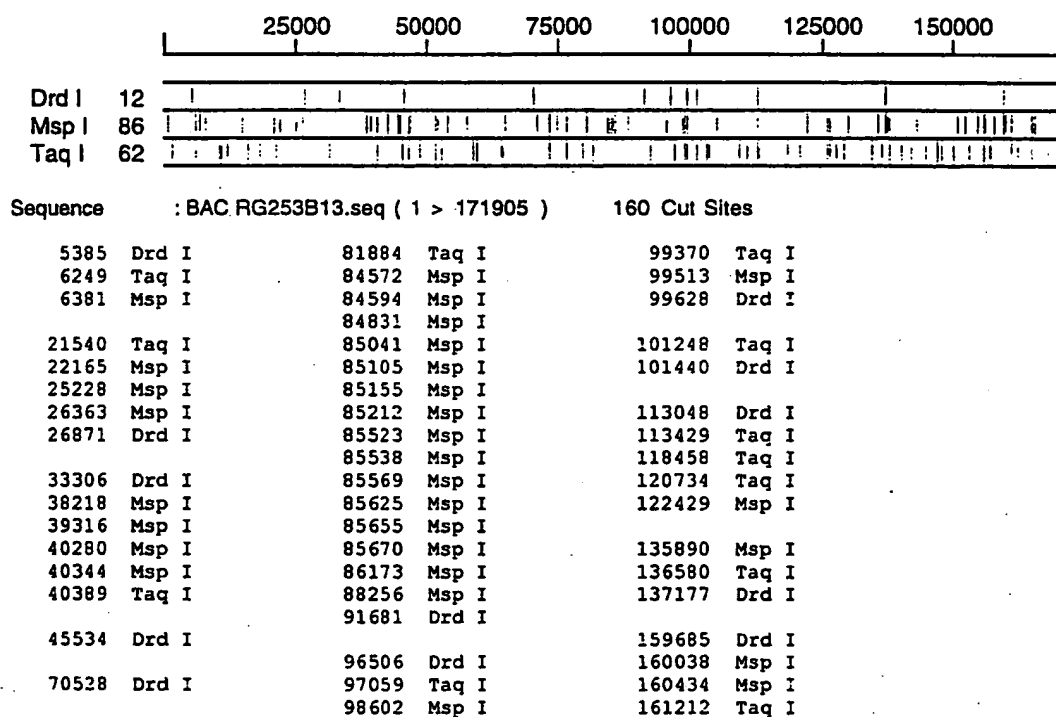 25000 50000 75000 100000 125000 150000
Drd I 12
Msp I 86
Taq I 62
Sequence : BAC RG253B13.seq ( 1 > 171905 ) 160 Cut Sites
5385 Drd I 81884 Taq I 99370 Taq I
6249 Taq I 84572 Msp I 99513 Msp I
6381 Msp I 84594 Msp I 99628 Drd I
84831 Msp I
21540 Taq I 85041 Msp I 101248 Taq I
22165 Msp I 85105 Msp I 101440 Drd I
25228 Msp I 85155 Msp I
26363 Msp I 85212 Msp I 113048 Drd I
26871 Drd I 85523 Msp I 113429 Taq I
85538 Msp I 118458 Taq I
33306 Drd I 85569 Msp I 120734 Taq I
38218 Msp I 85625 Msp I 122429 Msp I
39316 Msp I 85655 Msp I
40280 Msp I 85670 Msp I 135890 Msp I
40344 Msp I 86173 Msp I 136580 Taq I
40389 Taq I 88256 Msp I 137177 Drd I
91681 Drd I
45534 Drd I 159685 Drd I
96506 Drd I 160038 Msp I
70528 Drd I 97059 Taq I 160434 Msp I
98602 Msp I 161212 Taq I